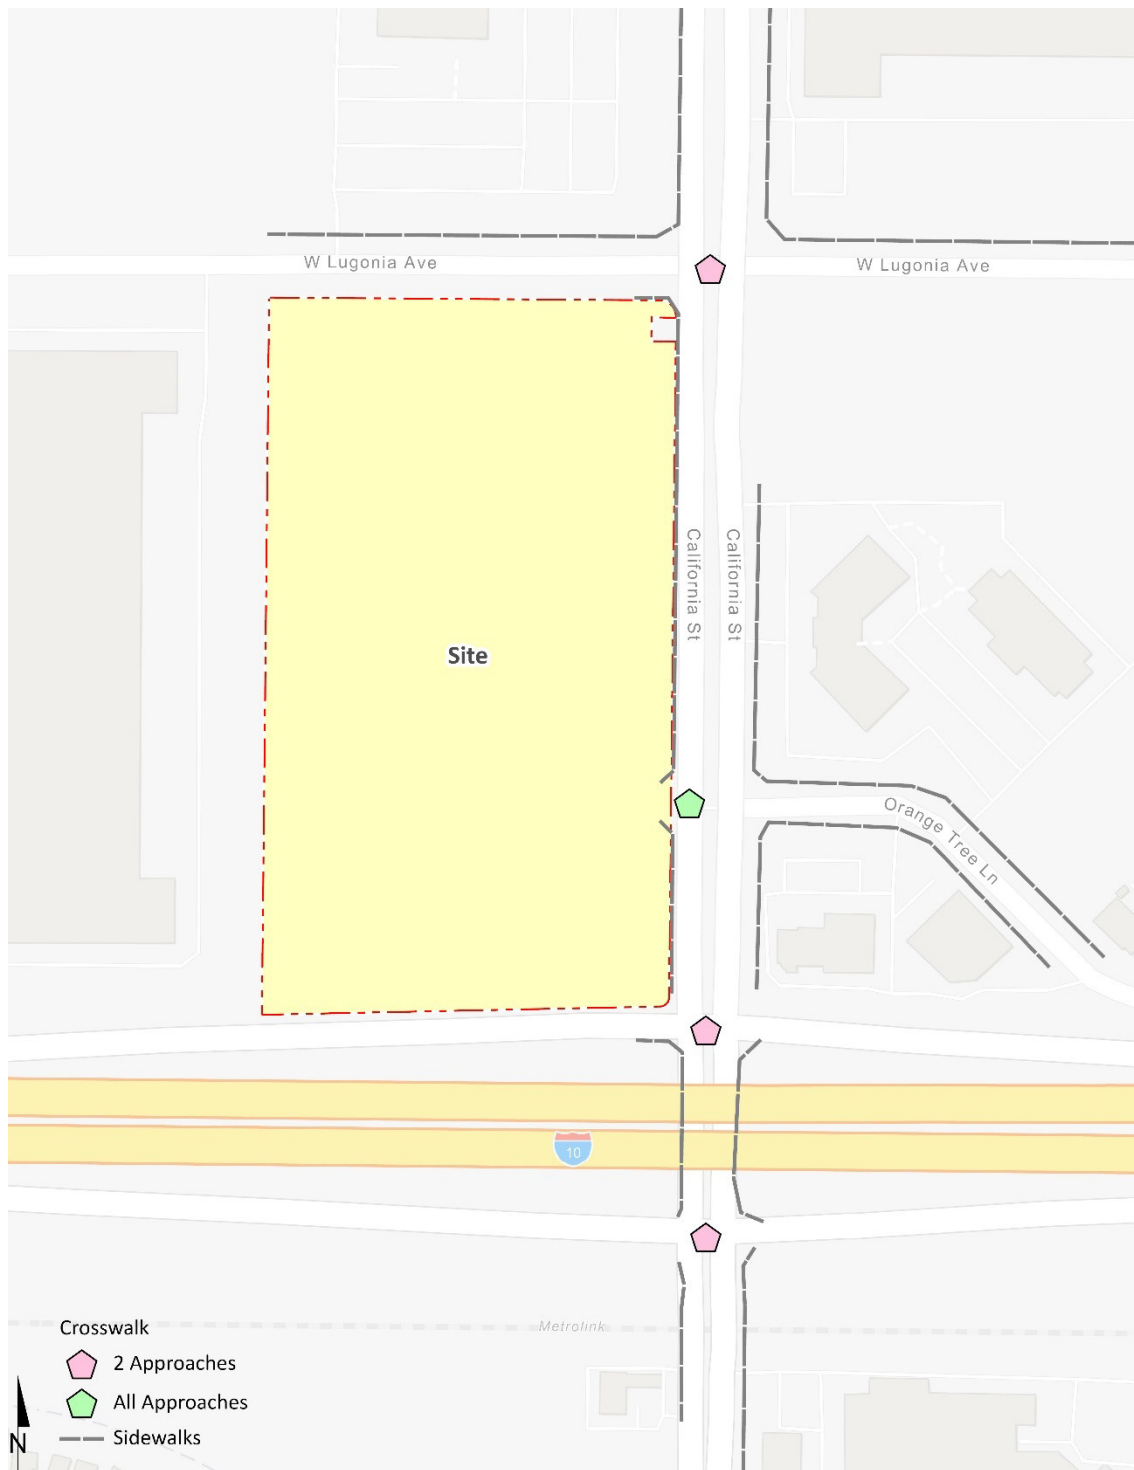 W Lugonia Ave
W Lugonia Ave
California St
California St
Site
Orange Tree Ln
10
Metrolink
Crosswalk
2 Approaches
All Approaches
Sidewalks
N